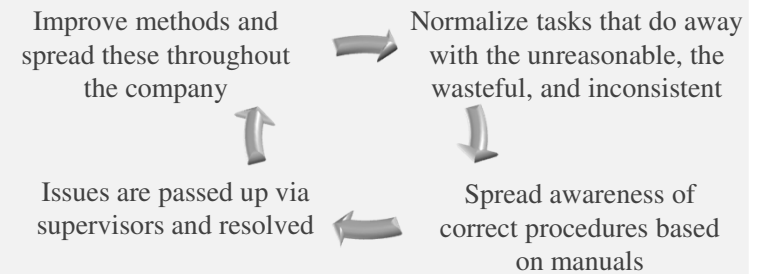 Improve methods and
spread these throughout
the company
Normalize tasks that do away
with the unreasonable, the
wasteful, and inconsistent
Issues are passed up via
supervisors and resolved
Spread awareness of
correct procedures based
on manuals